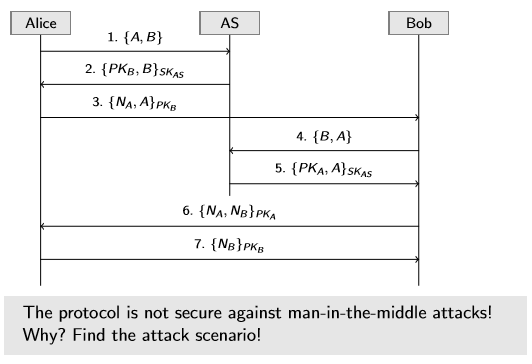 Alice AS Bob
1. {A, B}
2. {PK_B, B}_{SK_{AS}}
3. {N_A, A}_{PK_B}
4. {B, A}
5. {PK_A, A}_{SK_{AS}}
6. {N_A, N_B}_{PK_A}
7. {N_B}_{PK_B}
The protocol is not secure against man-in-the-middle attacks!
Why? Find the attack scenario!